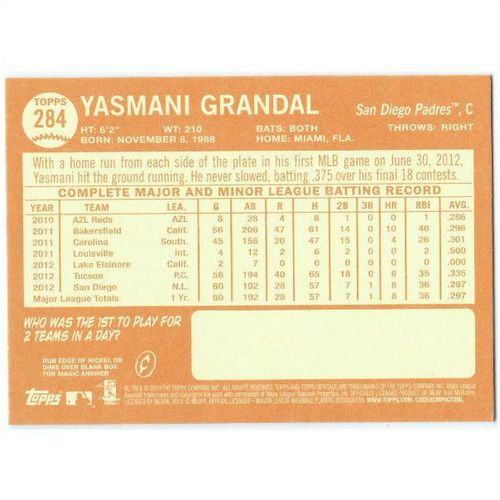 TOPPS
284
YASMANI GRANDAL
San Diego Padres™, C
HT: 6'2" WT: 210 BATS: BOTH THROWS: RIGHT
BORN: NOVEMBER 8, 1988 HOME: MIAMI, FLA.
With a home run from each side of the plate in his first MLB game on June 30, 2012,
Yasmani hit the ground running. He never slowed, batting .375 over his final 18 contests.
COMPLETE MAJOR AND MINOR LEAGUE BATTING RECORD
YEAR TEAM LEA. G AB R H 2B 3B HR RBI AVG.
2010 AZL Reds AZL 8 28 4 8 1 0 0 .286
2011 Bakersfield Calif. 56 206 47 61 14 0 10 40 .296
2011 Carolina South. 45 156 20 47 15 0 4 26 .301
2011 Louisville Int. 4 12 2 6 2 0 0 2 .500
2012 Lake Elsinore Calif. 0 0 0 0 0 .000
2012 Tucson P.C. 56 194 40 65 18 0 6 35 .335
2012 San Diego N.L. 60 192 28 57 7 1 8 36 .297
Major League Totals 1 Yr. 60 192 28 57 7 1 8 36 .297
WHO WAS THE 1ST TO PLAY FOR
2 TEAMS IN A DAY?
RUB EDGE OF NICKEL OR
DIME OVER BLANK BOX
FOR MAGIC ANSWER
TOPPS